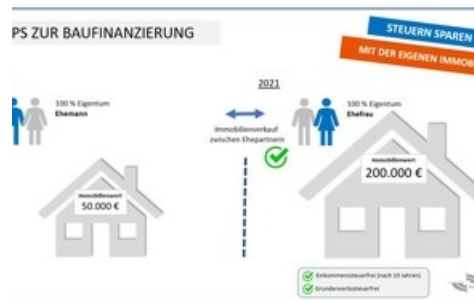 PS ZUR BAUFINANZIERUNG
STEUERN SPAREN
MIT DER EIGENEN IMMOBI
2021
100 % Eigentum
Ehemann
Immobilienverkauf
zwischen Ehepartnern
100 % Eigentum
Ehefrau
Immobilienwert
50.000 €
Immobilienwert
200.000 €
Einkommensteuerfrei (nach 10 Jahren)
Grunderwerbsteuerfrei